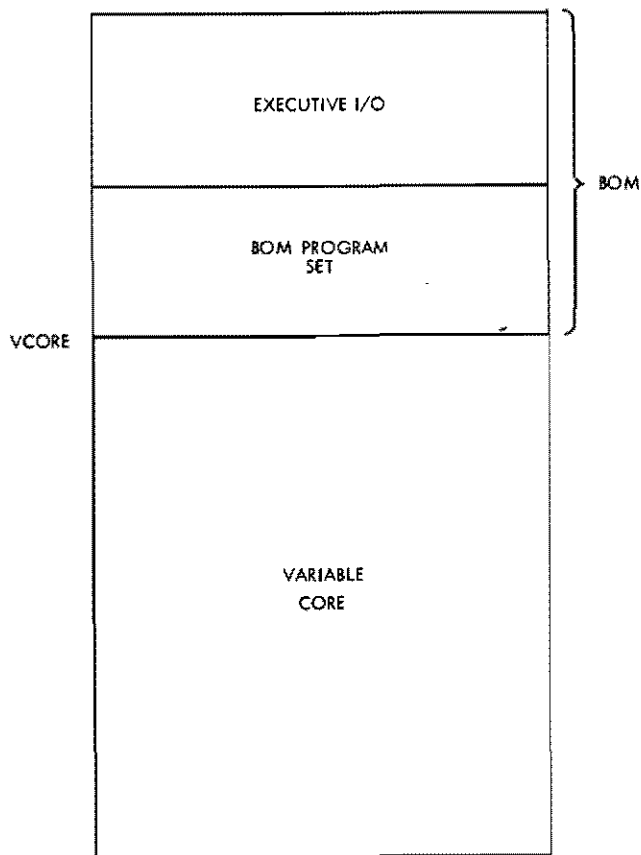 EXECUTIVE I/O
BOM
BOM PROGRAM
SET
VCORE
VARIABLE
CORE